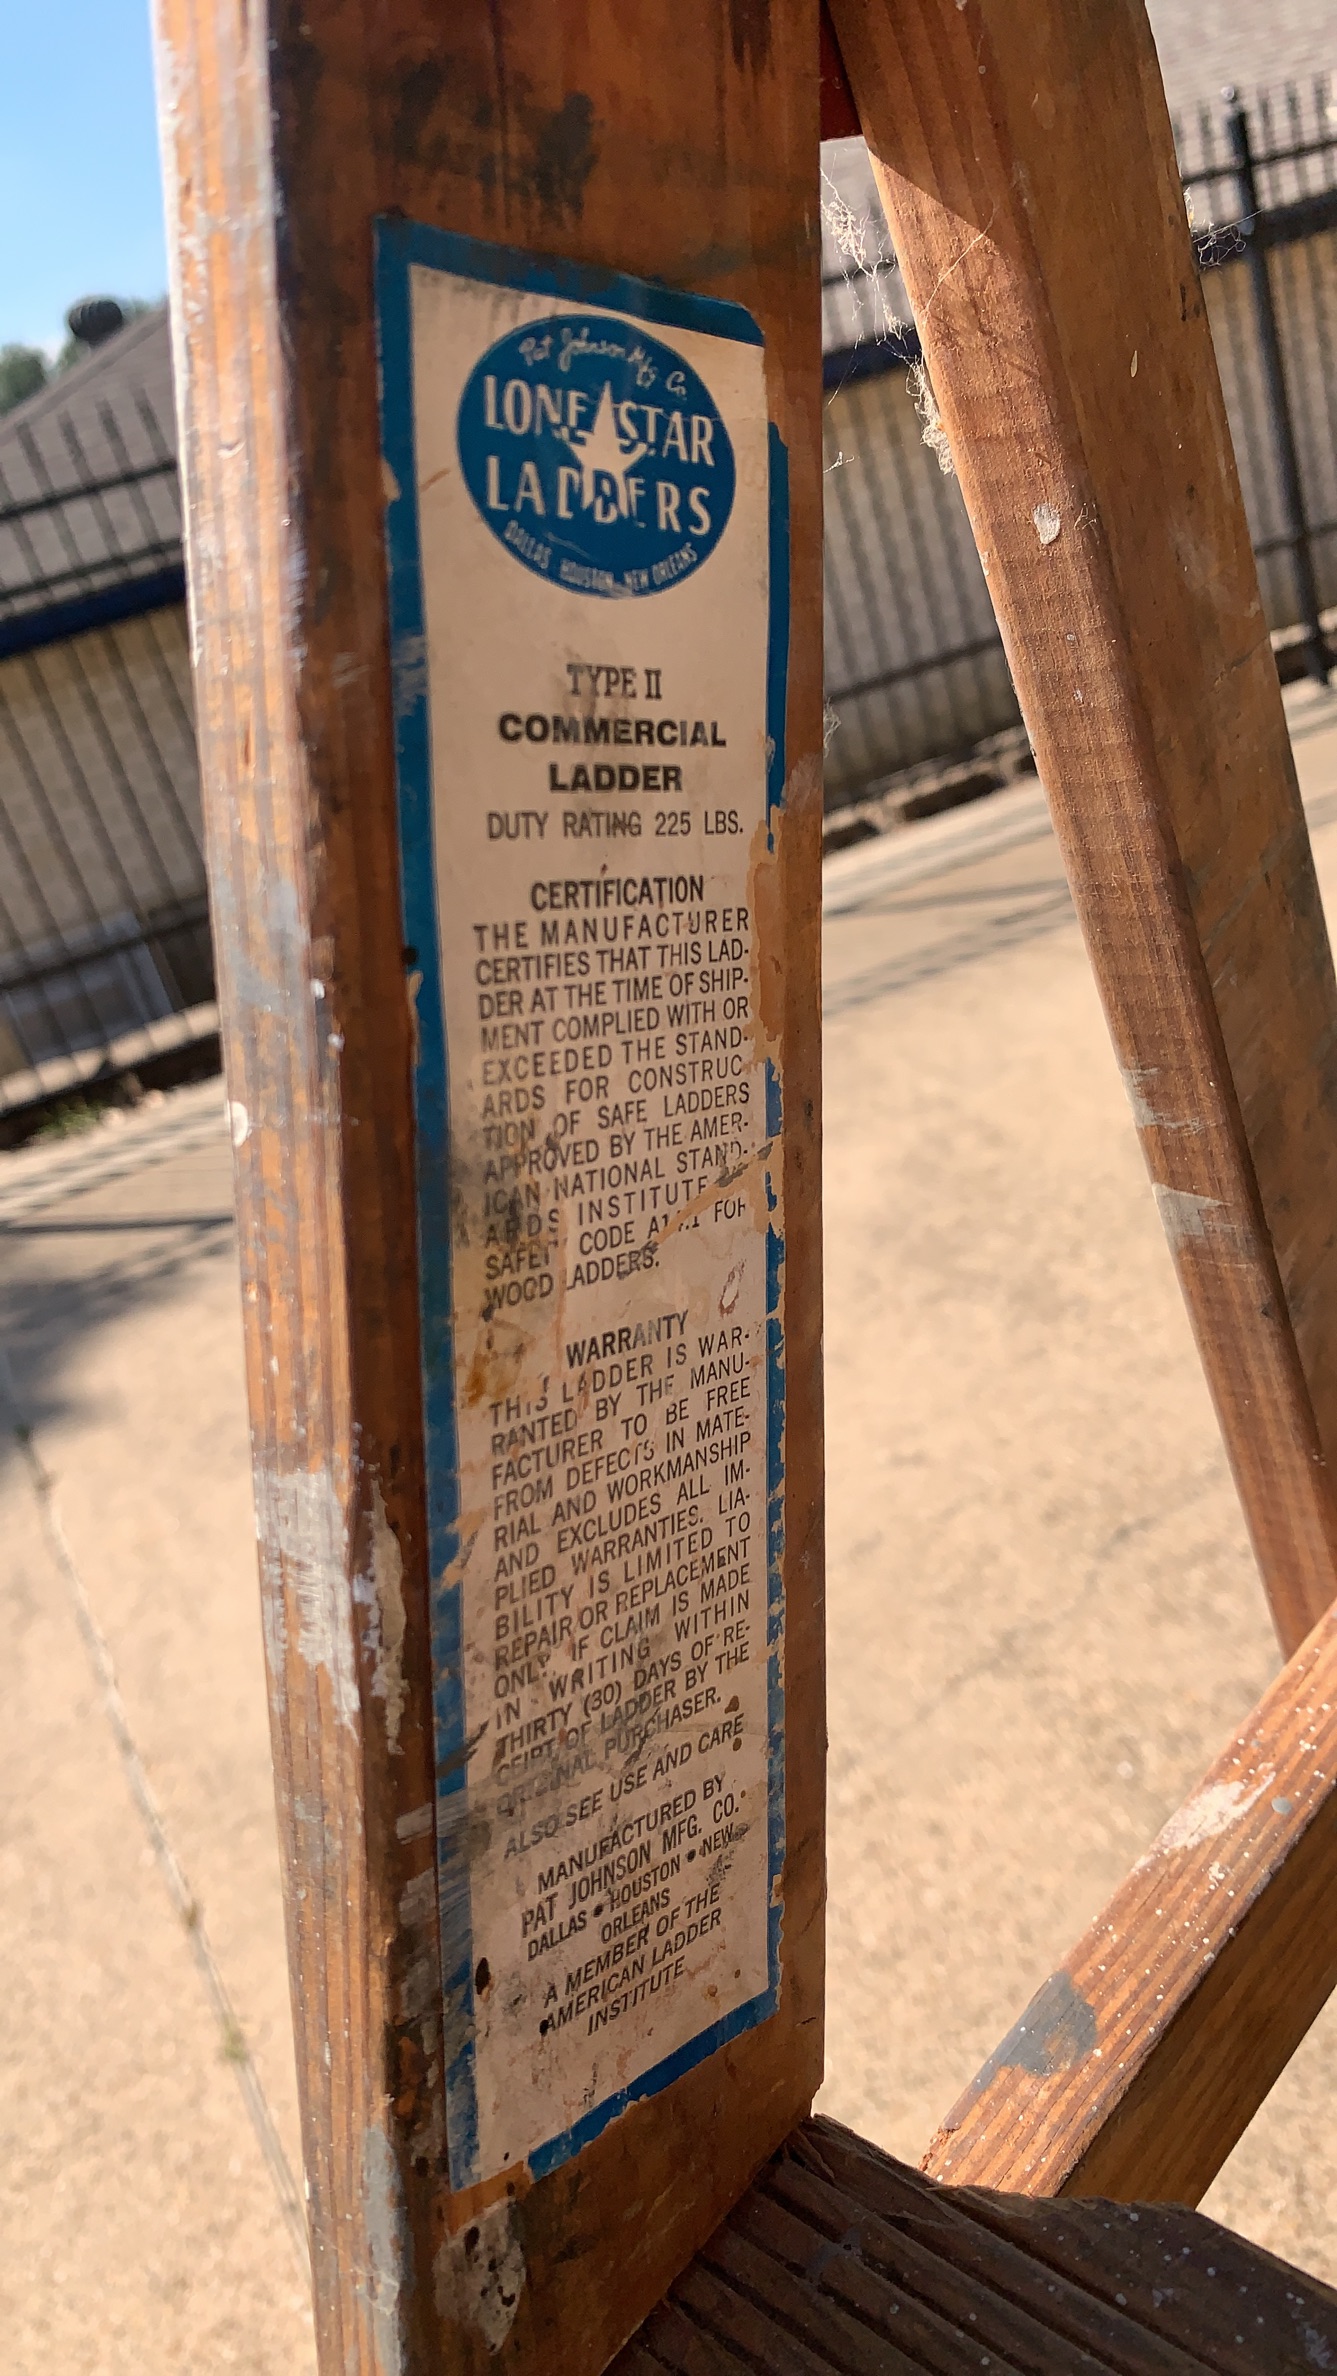 Pat Johnson Mfg Co.
LONE STAR
LADDERS
DALLAS - HOUSTON - NEW ORLEANS
TYPE II
COMMERCIAL
LADDER
DUTY RATING 225 LBS.
CERTIFICATION
THE MANUFACTURER
CERTIFIES THAT THIS LAD-
DER AT THE TIME OF SHIP-
MENT COMPLIED WITH OR
EXCEEDED THE STAND-
ARDS FOR CONSTRUC-
TION OF SAFE LADDERS
APPROVED BY THE AMER-
ICAN NATIONAL STAND-
ARDS INSTITUTE
SAFETY CODE FOR
WOOD LADDERS.
WARRANTY
THIS LADDER IS WAR-
RANTED BY THE MANU-
FACTURER TO BE FREE
FROM DEFECTS IN MATE-
RIAL AND WORKMANSHIP
AND EXCLUDES ALL IM-
PLIED WARRANTIES. LIA-
BILITY IS LIMITED TO
REPAIR OR REPLACEMENT
ONLY IF CLAIM IS MADE
IN WRITING WITHIN
THIRTY (30) DAYS OF RE-
CEIPT OF LADDER BY THE
ORIGINAL PURCHASER.
ALSO SEE USE AND CARE
MANUFACTURED BY
PAT JOHNSON MFG. CO.
DALLAS • HOUSTON • NEW
ORLEANS
A MEMBER OF THE
AMERICAN LADDER
INSTITUTE